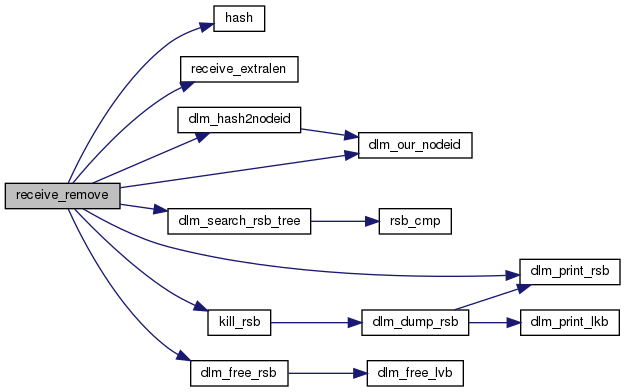 hash
receive_extralen
dlm_hash2nodeid
dlm_our_nodeid
receive_remove
dlm_search_rsb_tree
rsb_cmp
dlm_print_rsb
kill_rsb
dlm_dump_rsb
dlm_print_lkb
dlm_free_rsb
dlm_free_lvb